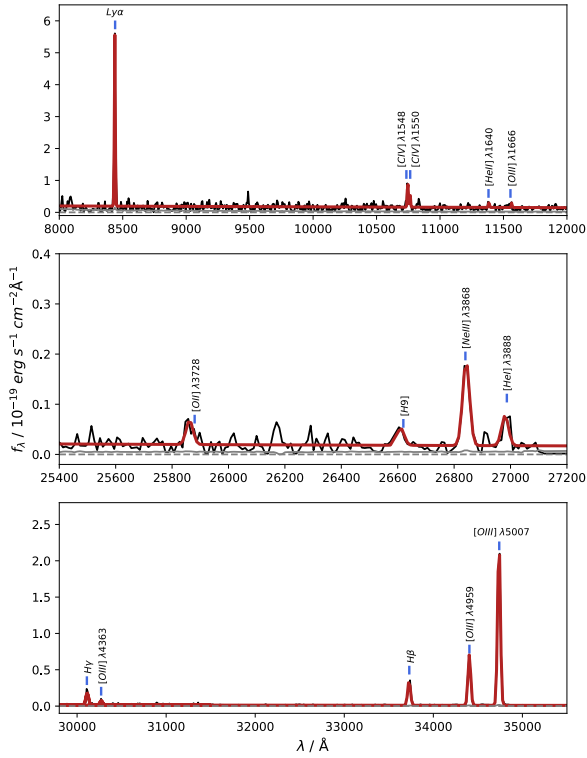 Lyα
[CIV] λ1548
[CIV] λ1550
[HeII] λ1640
[OIII] λ1666
6
5
4
3
2
1
0
8000 8500 9000 9500 10000 10500 11000 11500 12000
[OII] λ3728
[H9]
[NeIII] λ3868
[HeI] λ3888
0.4
0.3
0.2
0.1
0.0
fλ / 10⁻¹⁹ erg s⁻¹ cm⁻²Å⁻¹
25400 25600 25800 26000 26200 26400 26600 26800 27000 27200
Hγ
[OIII] λ4363
Hβ
[OIII] λ4959
[OIII] λ5007
2.5
2.0
1.5
1.0
0.5
0.0
30000 31000 32000 33000 34000 35000
λ / Å